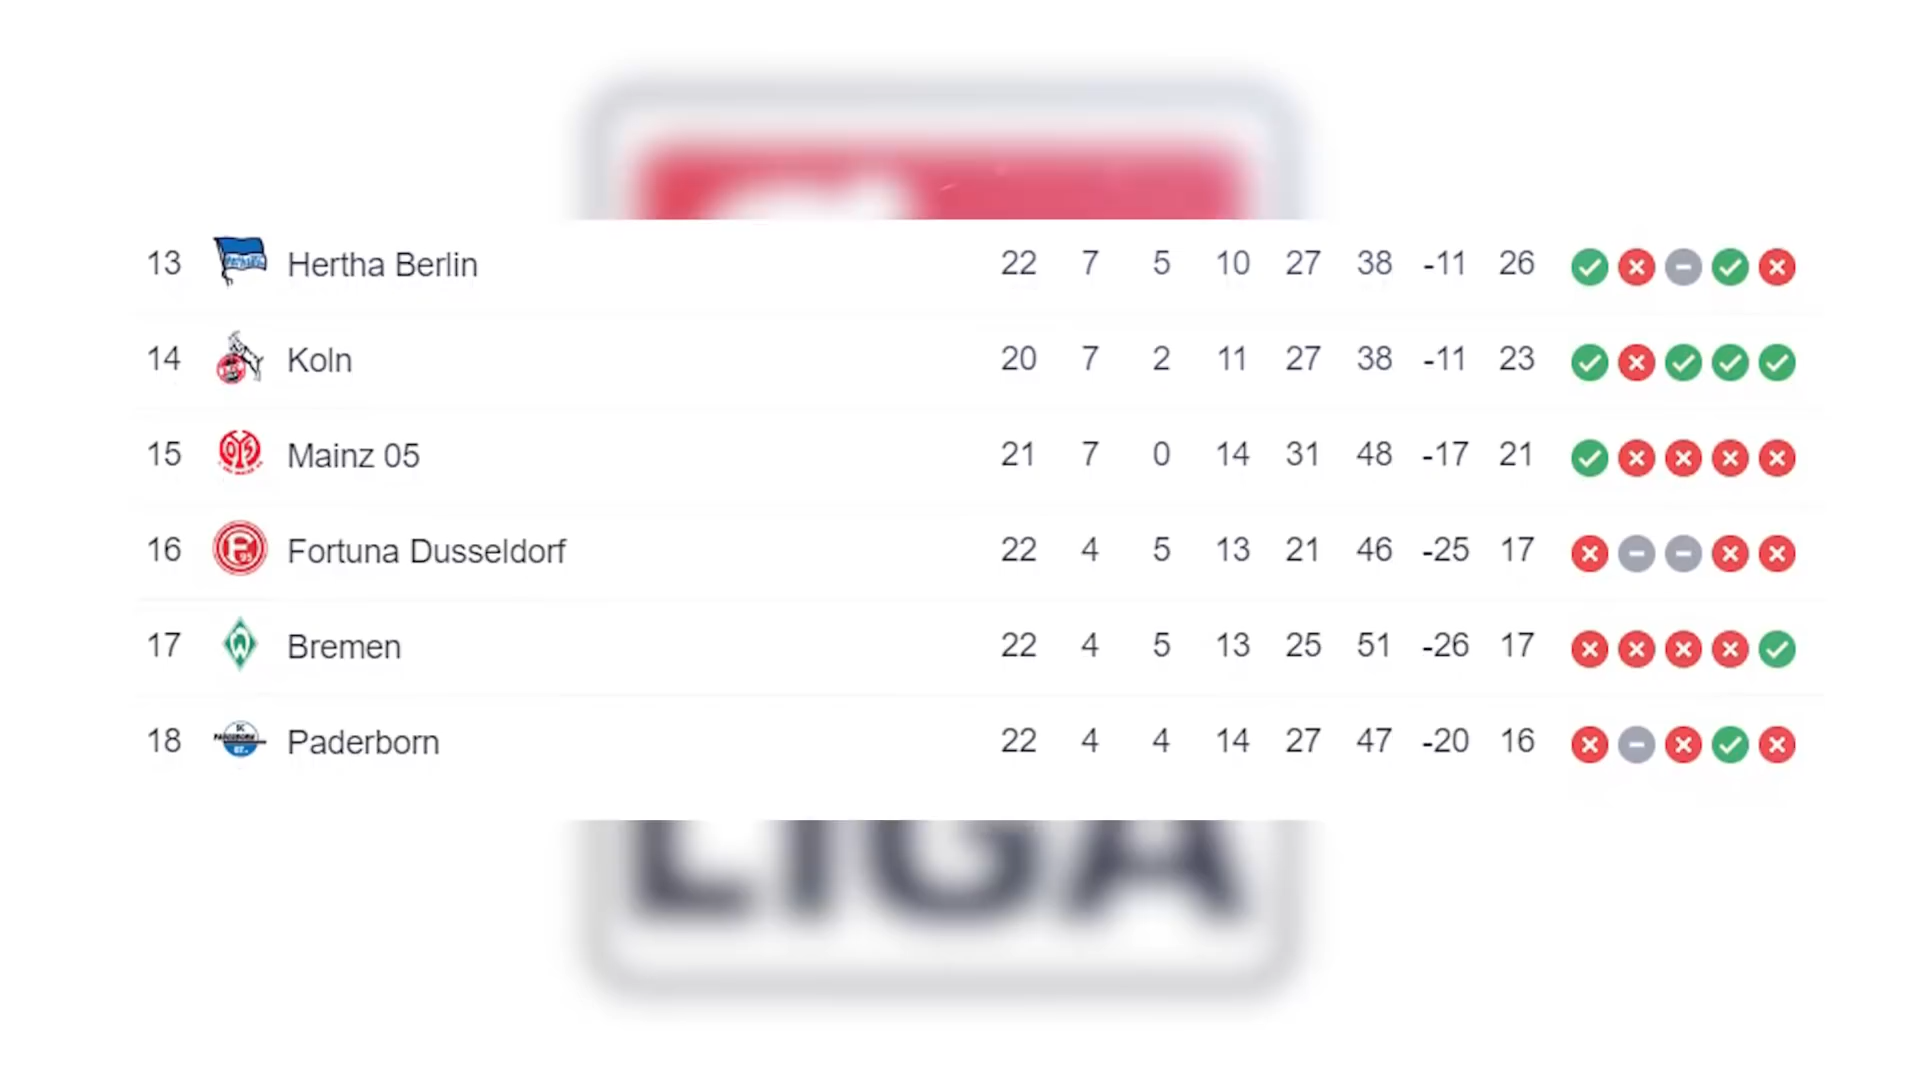 13 Hertha Berlin 22 7 5 10 27 38 -11 26
14 Koln 20 7 2 11 27 38 -11 23
15 Mainz 05 21 7 0 14 31 48 -17 21
16 Fortuna Dusseldorf 22 4 5 13 21 46 -25 17
17 Bremen 22 4 5 13 25 51 -26 17
18 Paderborn 22 4 4 14 27 47 -20 16
LIGA